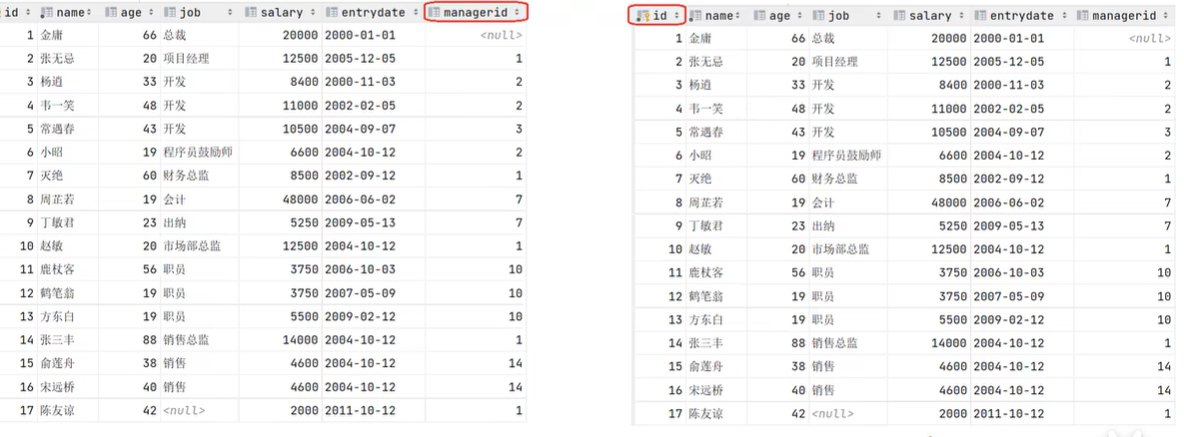 id name age job salary entrydate managerid id name age job salary entrydate managerid
1 金庸 66 总裁 20000 2000-01-01 <null> 1 金庸 66 总裁 20000 2000-01-01 <null>
2 张无忌 20 项目经理 12500 2005-12-05 1 2 张无忌 20 项目经理 12500 2005-12-05 1
3 杨逍 33 开发 8400 2000-11-03 2 3 杨逍 33 开发 8400 2000-11-03 2
4 韦一笑 48 开发 11000 2002-02-05 2 4 韦一笑 48 开发 11000 2002-02-05 2
5 常遇春 43 开发 10500 2004-09-07 3 5 常遇春 43 开发 10500 2004-09-07 3
6 小昭 19 程序员鼓励师 6600 2004-10-12 2 6 小昭 19 程序员鼓励师 6600 2004-10-12 2
7 灭绝 60 财务总监 8500 2002-09-12 1 7 灭绝 60 财务总监 8500 2002-09-12 1
8 周芷若 19 会计 48000 2006-06-02 7 8 周芷若 19 会计 48000 2006-06-02 7
9 丁敏君 23 出纳 5250 2009-05-13 7 9 丁敏君 23 出纳 5250 2009-05-13 7
10 赵敏 20 市场部总监 12500 2004-10-12 1 10 赵敏 20 市场部总监 12500 2004-10-12 1
11 鹿杖客 56 职员 3750 2006-10-03 10 11 鹿杖客 56 职员 3750 2006-10-03 10
12 鹤笔翁 19 职员 3750 2007-05-09 10 12 鹤笔翁 19 职员 3750 2007-05-09 10
13 方东白 19 职员 5500 2009-02-12 10 13 方东白 19 职员 5500 2009-02-12 10
14 张三丰 88 销售总监 14000 2004-10-12 1 14 张三丰 88 销售总监 14000 2004-10-12 1
15 俞莲舟 38 销售 4600 2004-10-12 14 15 俞莲舟 38 销售 4600 2004-10-12 14
16 宋远桥 40 销售 4600 2004-10-12 14 16 宋远桥 40 销售 4600 2004-10-12 14
17 陈友谅 42 <null> 2000 2011-10-12 1 17 陈友谅 42 <null> 2000 2011-10-12 1